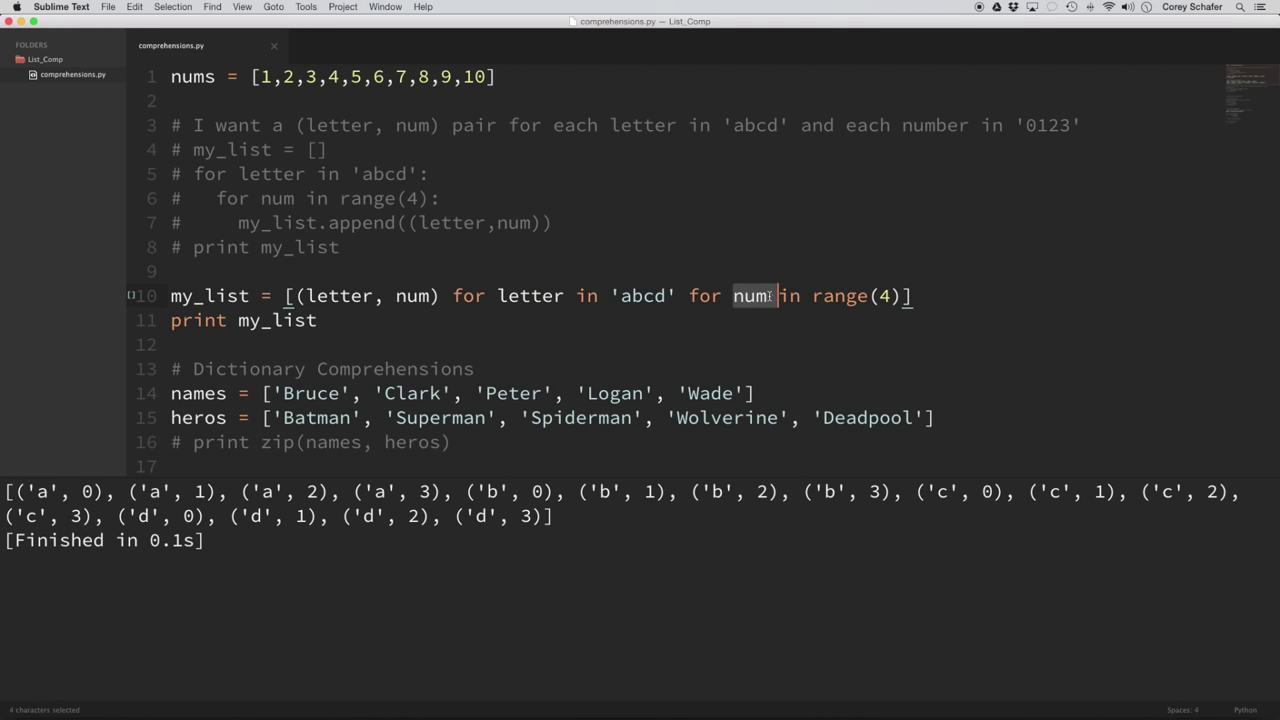 Sublime Text File Edit Selection Find View Goto Tools Project Window Help Corey Schafer
comprehensions.py — List_Comp
FOLDERS
List_Comp
comprehensions.py
comprehensions.py
1 nums = [1,2,3,4,5,6,7,8,9,10]
2
3 # I want a (letter, num) pair for each letter in 'abcd' and each number in '0123'
4 # my_list = []
5 # for letter in 'abcd':
6 #   for num in range(4):
7 #     my_list.append((letter,num))
8 # print my_list
9
10 my_list = [(letter, num) for letter in 'abcd' for num in range(4)]
11 print my_list
12
13 # Dictionary Comprehensions
14 names = ['Bruce', 'Clark', 'Peter', 'Logan', 'Wade']
15 heros = ['Batman', 'Superman', 'Spiderman', 'Wolverine', 'Deadpool']
16 # print zip(names, heros)
17
[('a', 0), ('a', 1), ('a', 2), ('a', 3), ('b', 0), ('b', 1), ('b', 2), ('b', 3), ('c', 0), ('c', 1), ('c', 2),
('c', 3), ('d', 0), ('d', 1), ('d', 2), ('d', 3)]
[Finished in 0.1s]
4 characters selected Spaces: 4 Python